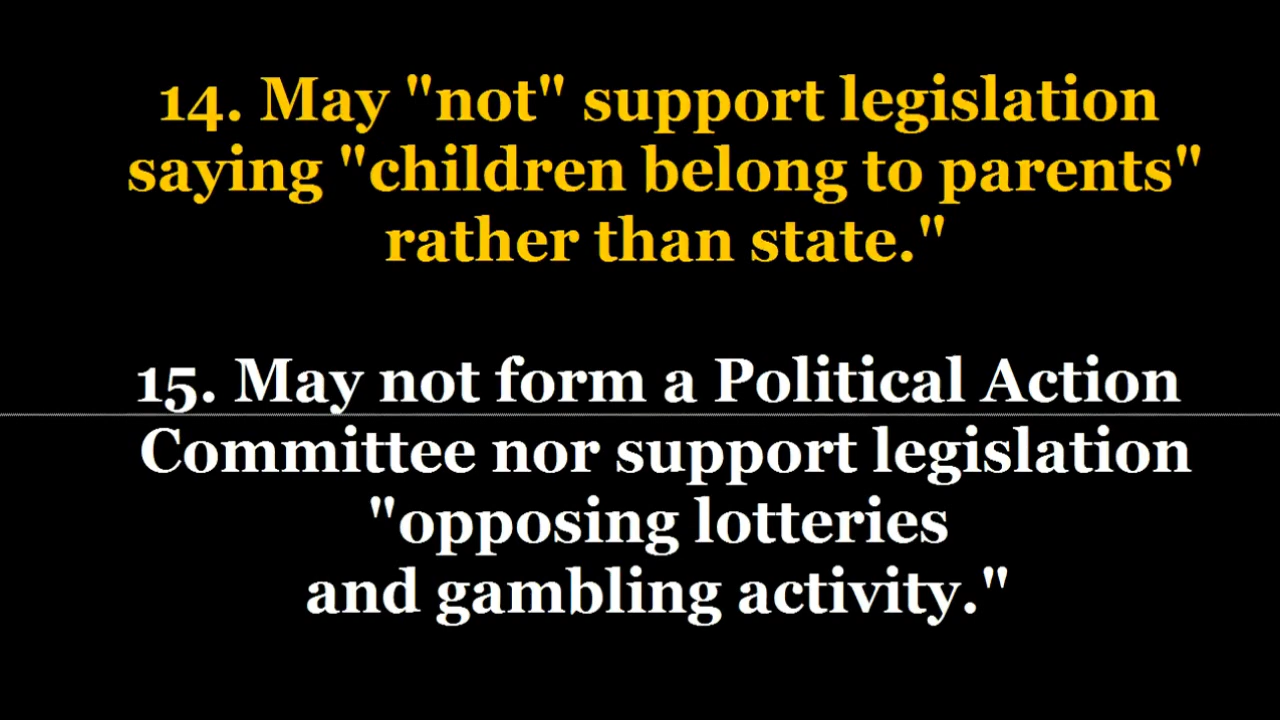 14. May "not" support legislation
saying "children belong to parents"
rather than state."
15. May not form a Political Action
Committee nor support legislation
"opposing lotteries
and gambling activity."